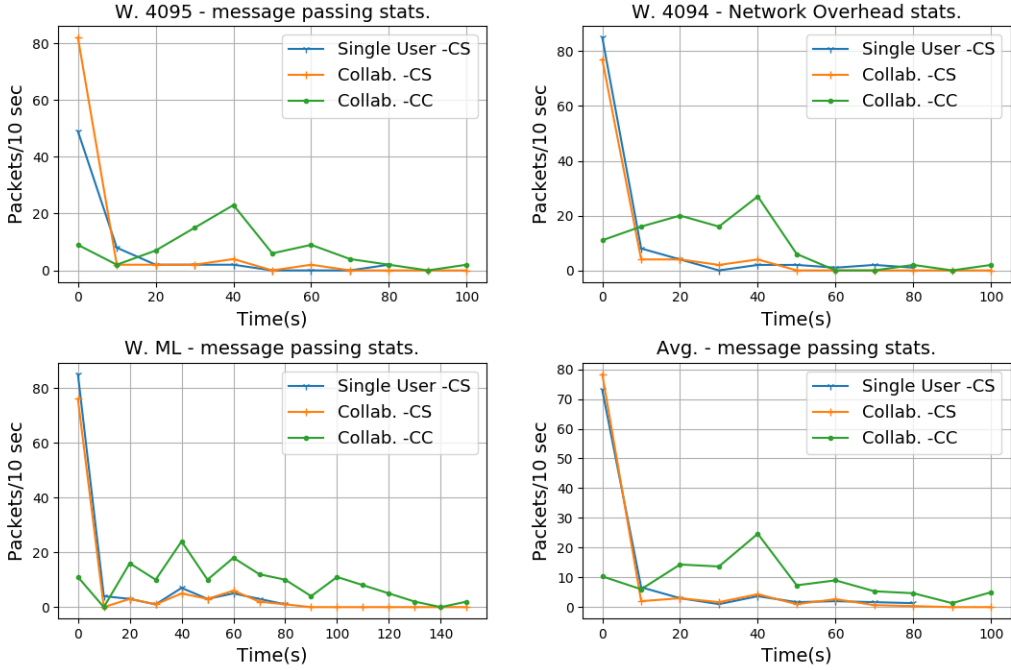 W. 4095 - message passing stats.
Packets/10 sec
80
60
40
20
0
Single User -CS
Collab. -CS
Collab. -CC
0 20 40 60 80 100
Time(s)
W. 4094 - Network Overhead stats.
Packets/10 sec
80
60
40
20
0
Single User -CS
Collab. -CS
Collab. -CC
0 20 40 60 80 100
Time(s)
W. ML - message passing stats.
Packets/10 sec
80
60
40
20
0
Single User -CS
Collab. -CS
Collab. -CC
0 20 40 60 80 100 120 140
Time(s)
Avg. - message passing stats.
Packets/10 sec
80
70
60
50
40
30
20
10
0
Single User -CS
Collab. -CS
Collab. -CC
0 20 40 60 80 100
Time(s)